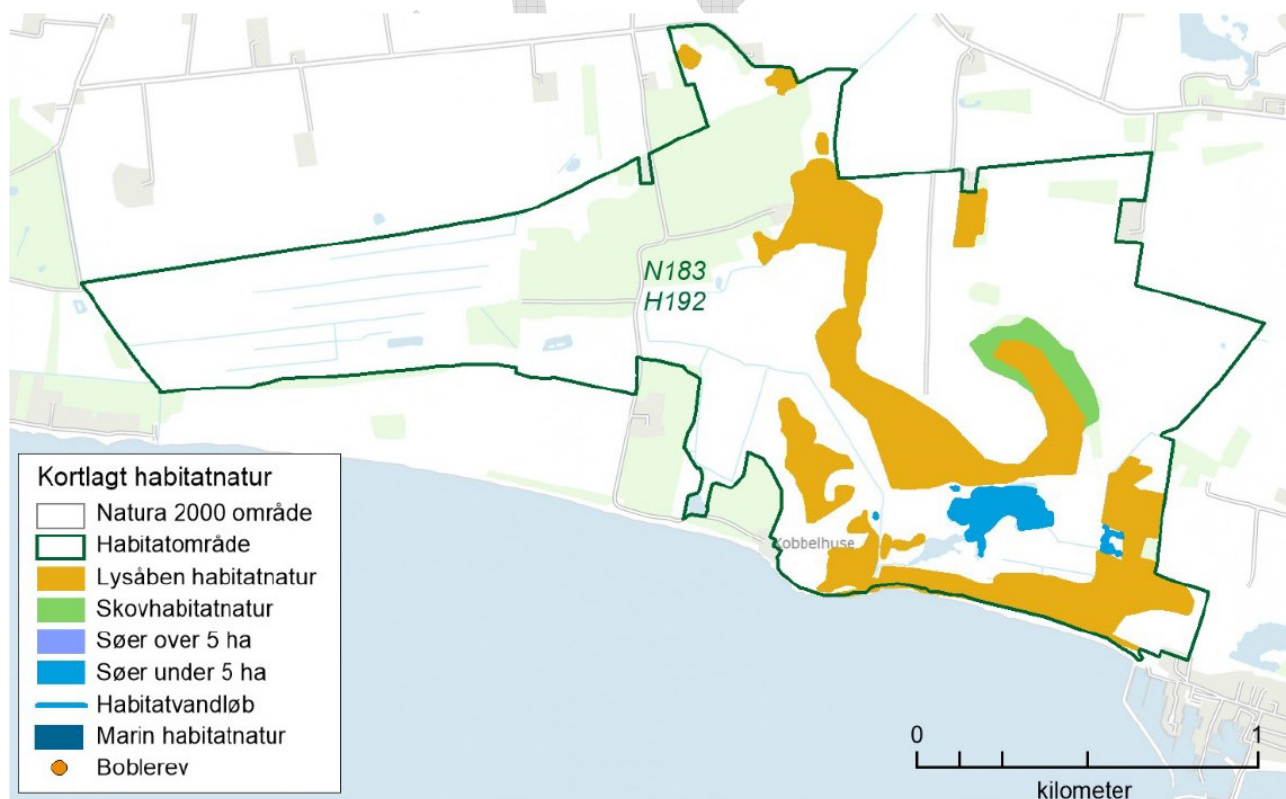 N183
H192
Kobbelhuse
Kortlagt habitatnatur
Natura 2000 område
Habitatområde
Lysåben habitatnatur
Skovhabitatnatur
Søer over 5 ha
Søer under 5 ha
Habitatvandløb
Marin habitatnatur
Boblerev
0 1
kilometer